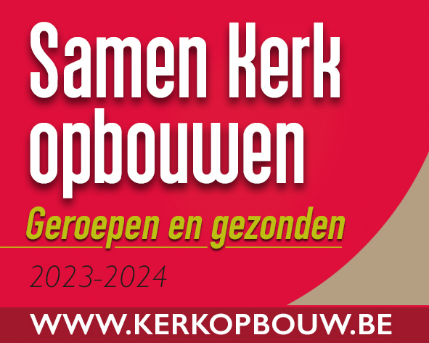 Samen Kerk
opbouwen
Geroepen en gezonden
2023-2024
WWW.KERKOPBOUW.BE